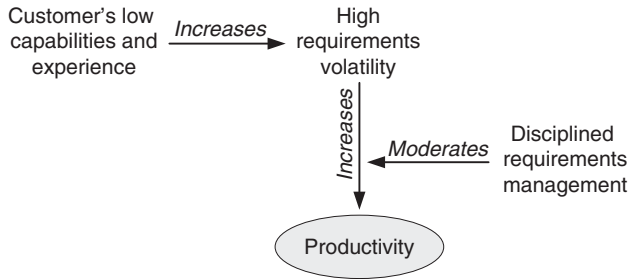 Customer's low
capabilities and
experience
Increases
High
requirements
volatility
Increases
Moderates
Disciplined
requirements
management
Productivity